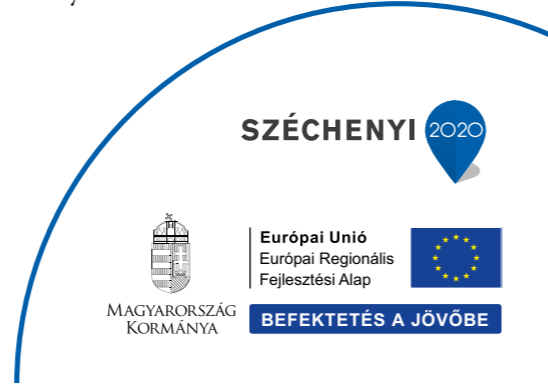 SZÉCHENYI 2020
Európai Unió
Európai Regionális
Fejlesztési Alap
MAGYARORSZÁG
KORMÁNYA
BEFEKTETÉS A JÖVŐBE